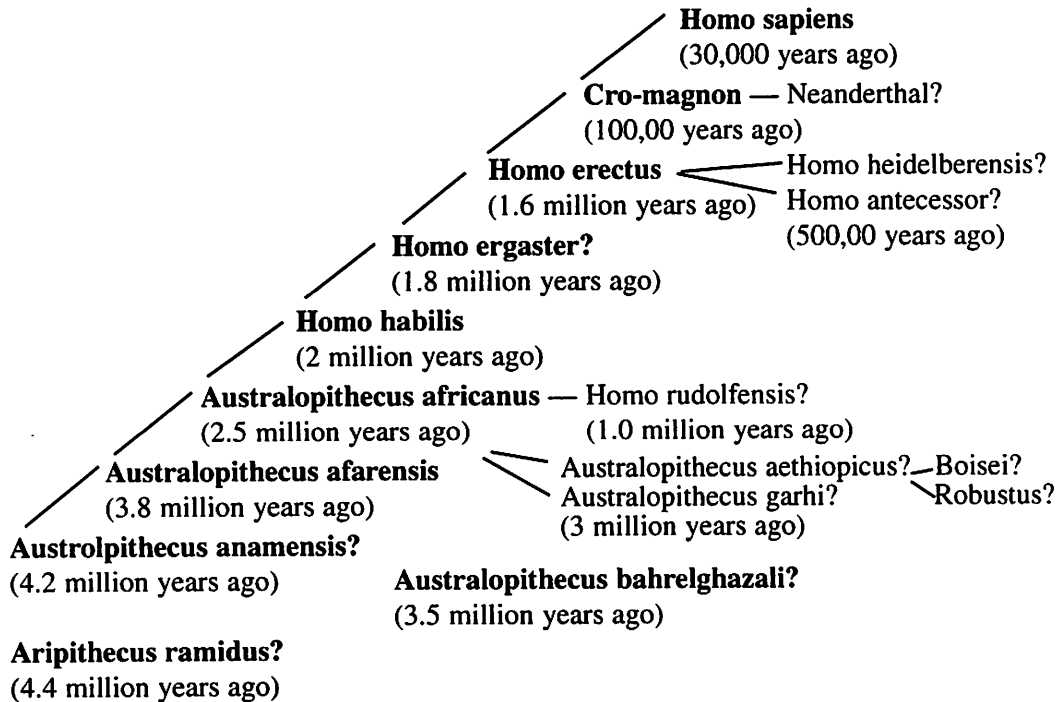 Homo sapiens
(30,000 years ago)
Cro-magnon — Neanderthal?
(100,00 years ago)
Homo erectus
Homo heidelberensis?
(1.6 million years ago)
Homo antecessor?
(500,00 years ago)
Homo ergaster?
(1.8 million years ago)
Homo habilis
(2 million years ago)
Australopithecus africanus — Homo rudolfensis?
(2.5 million years ago)
(1.0 million years ago)
Australopithecus afarensis
(3.8 million years ago)
Australopithecus aethiopicus?
Boisei?
Australopithecus garhi?
Robustus?
(3 million years ago)
Austrolpithecus anamensis?
(4.2 million years ago)
Australopithecus bahrelghazali?
(3.5 million years ago)
Aripithecus ramidus?
(4.4 million years ago)